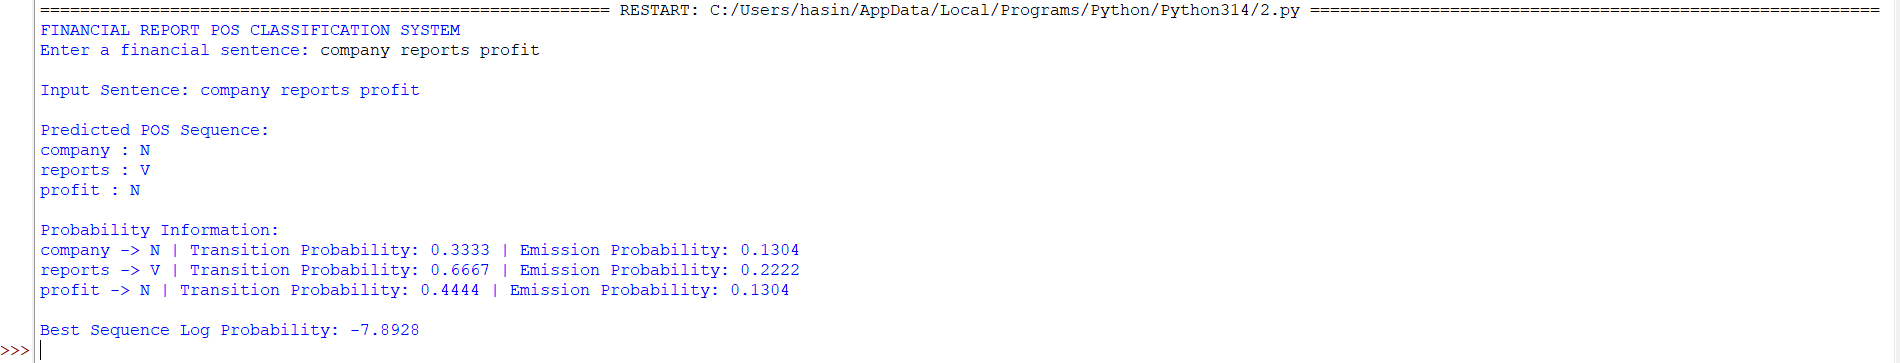 ========================================================= RESTART: C:/Users/hasin/AppData/Local/Programs/Python/Python314/2.py =========================================================
FINANCIAL REPORT POS CLASSIFICATION SYSTEM
Enter a financial sentence: company reports profit
Input Sentence: company reports profit
Predicted POS Sequence:
company : N
reports : V
profit : N
Probability Information:
company -> N | Transition Probability: 0.3333 | Emission Probability: 0.1304
reports -> V | Transition Probability: 0.6667 | Emission Probability: 0.2222
profit -> N | Transition Probability: 0.4444 | Emission Probability: 0.1304
Best Sequence Log Probability: -7.8928
>>>